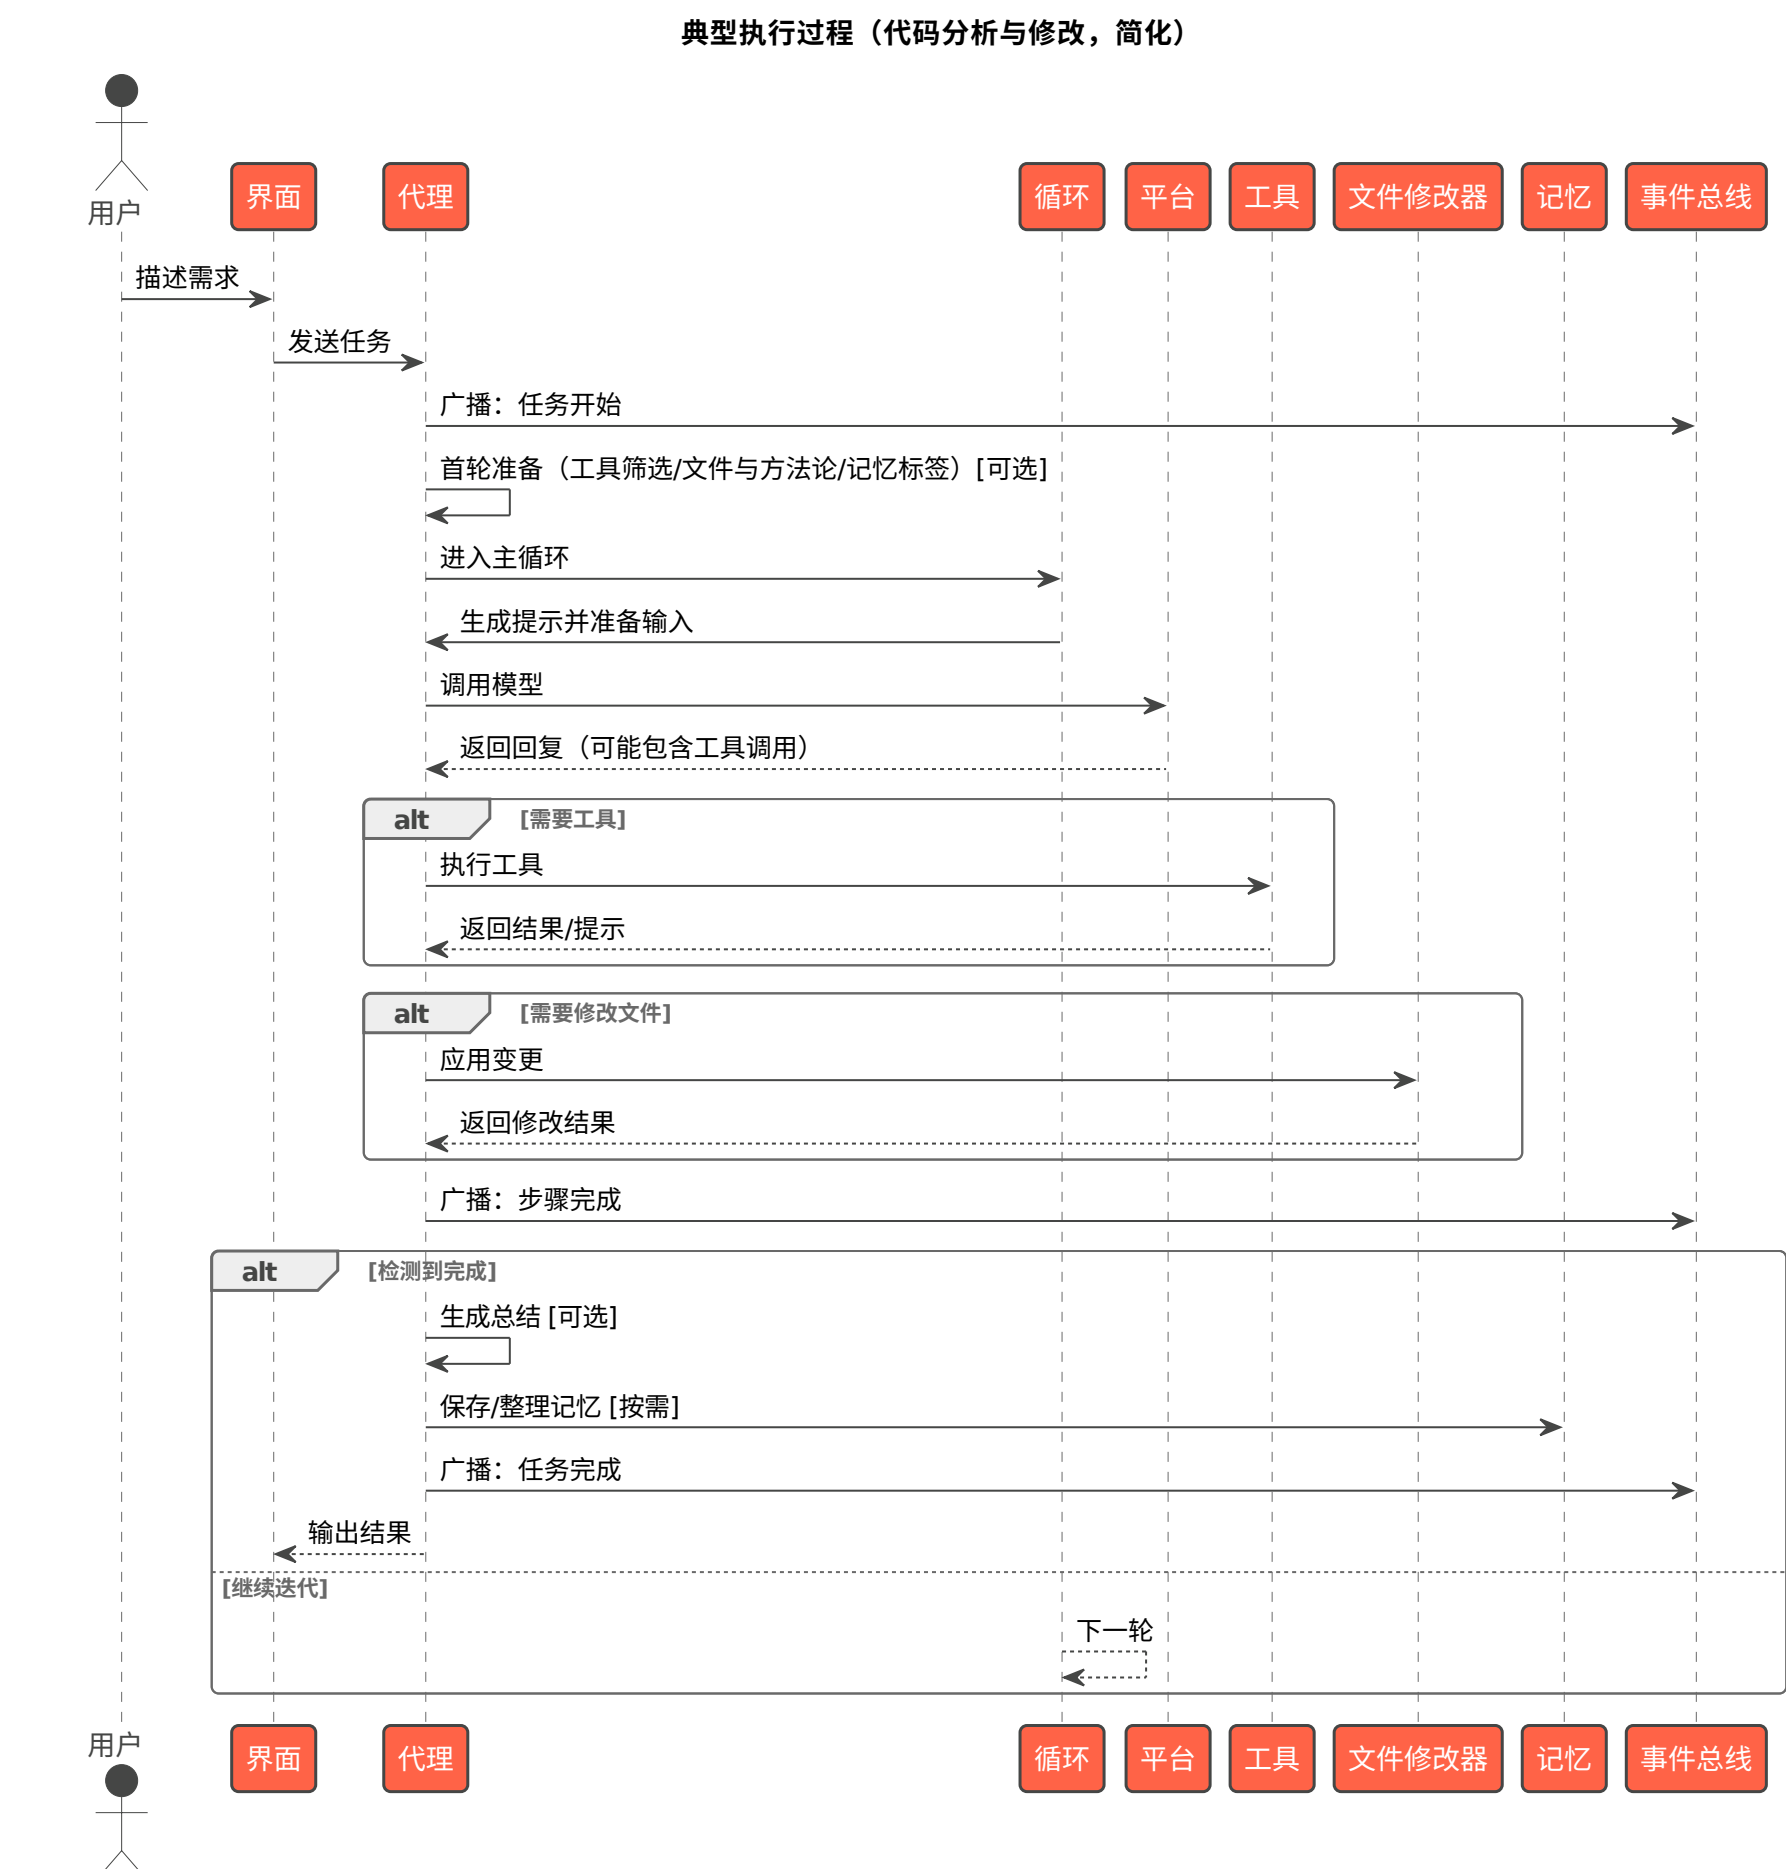 典型执行过程（代码分析与修改，简化）
用户
界面
代理
循环
平台
工具
文件修改器
记忆
事件总线
描述需求
发送任务
广播：任务开始
首轮准备（工具筛选/文件与方法论/记忆标签）[可选]
进入主循环
生成提示并准备输入
调用模型
返回回复（可能包含工具调用）
alt [需要工具]
执行工具
返回结果/提示
alt [需要修改文件]
应用变更
返回修改结果
广播：步骤完成
alt [检测到完成]
生成总结 [可选]
保存/整理记忆 [按需]
广播：任务完成
输出结果
[继续迭代]
下一轮
用户
界面
代理
循环
平台
工具
文件修改器
记忆
事件总线